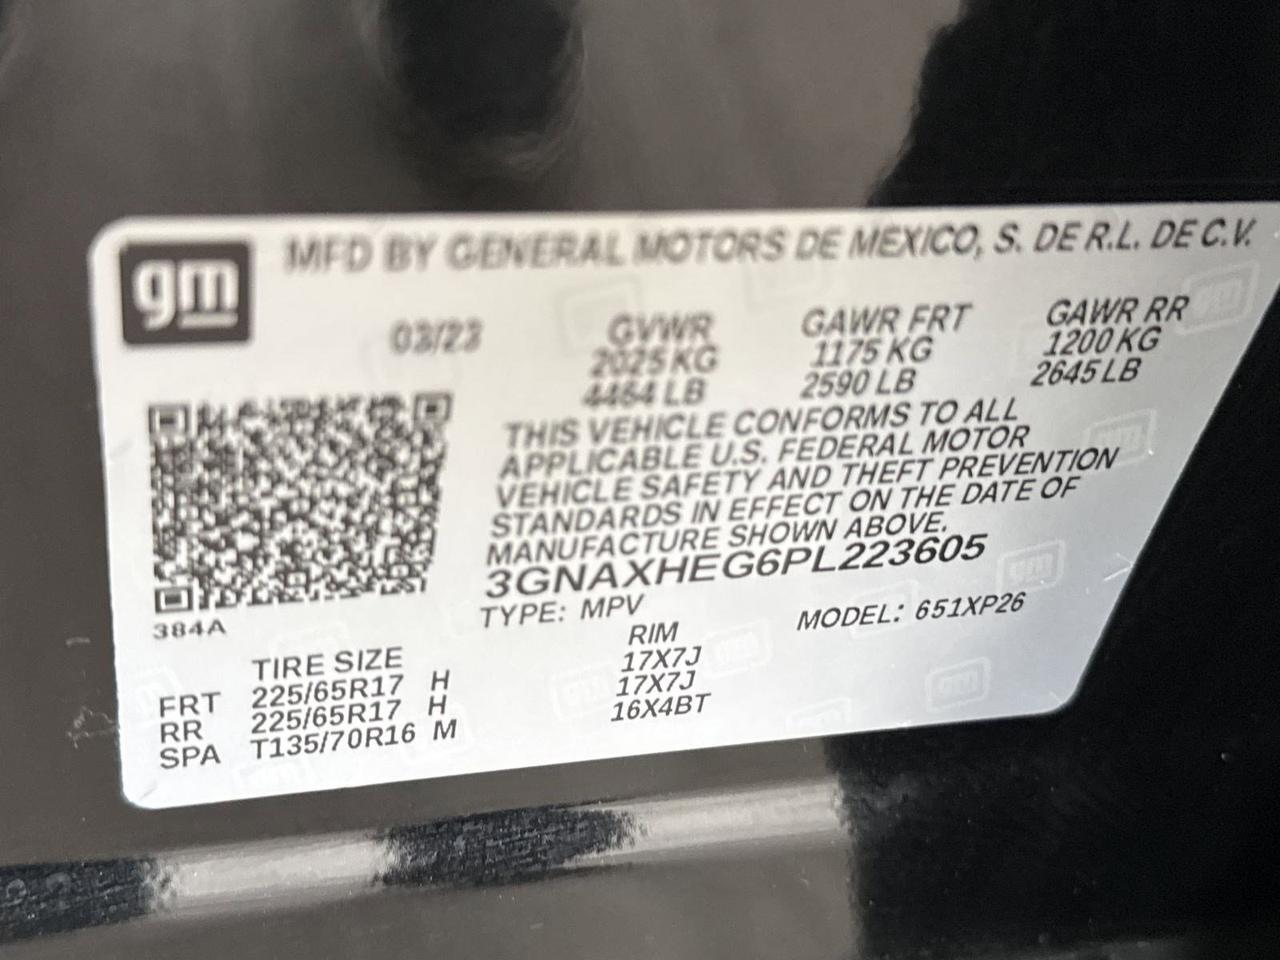 gm
MFD BY GENERAL MOTORS DE MEXICO, S. DE R.L. DE C.V.
03/23 GVWR GAWR FRT GAWR RR
2025 KG 1175 KG 1200 KG
4464 LB 2590 LB 2645 LB
THIS VEHICLE CONFORMS TO ALL
APPLICABLE U.S. FEDERAL MOTOR
VEHICLE SAFETY AND THEFT PREVENTION
STANDARDS IN EFFECT ON THE DATE OF
MANUFACTURE SHOWN ABOVE.
3GNAXHEG6PL223605
TYPE: MPV MODEL: 651XP26
384A
TIRE SIZE RIM
FRT 225/65R17 H 17X7J
RR 225/65R17 H 17X7J
SPA T135/70R16 M 16X4BT